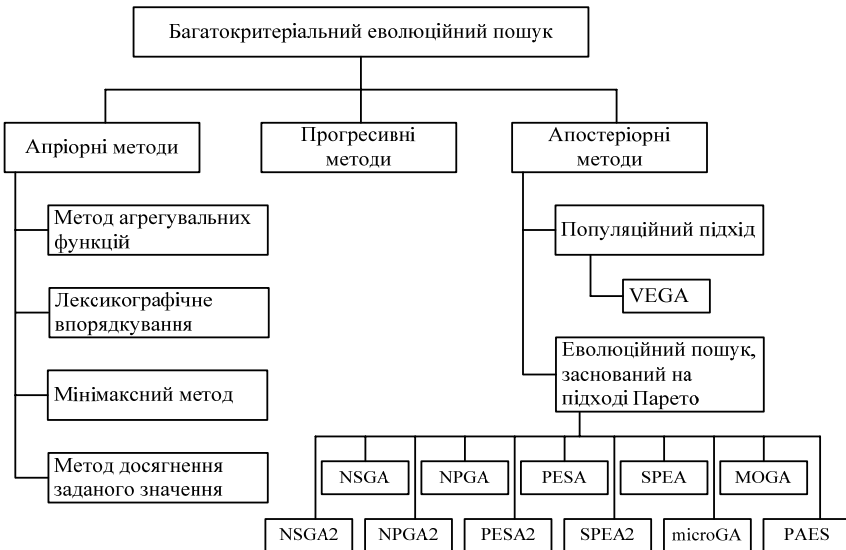 Багатокритеріальний еволюційний пошук
Апріорні методи
Прогресивні
методи
Апостеріорні
методи
Метод агрегувальних
функцій
Лексикографічне
впорядкування
Мінімаксний метод
Метод досягнення
заданого значення
Популяційний підхід
VEGA
Еволюційний пошук,
заснований на
підході Парето
NSGA
NPGA
PESA
SPEA
MOGA
NSGA2
NPGA2
PESA2
SPEA2
microGA
PAES